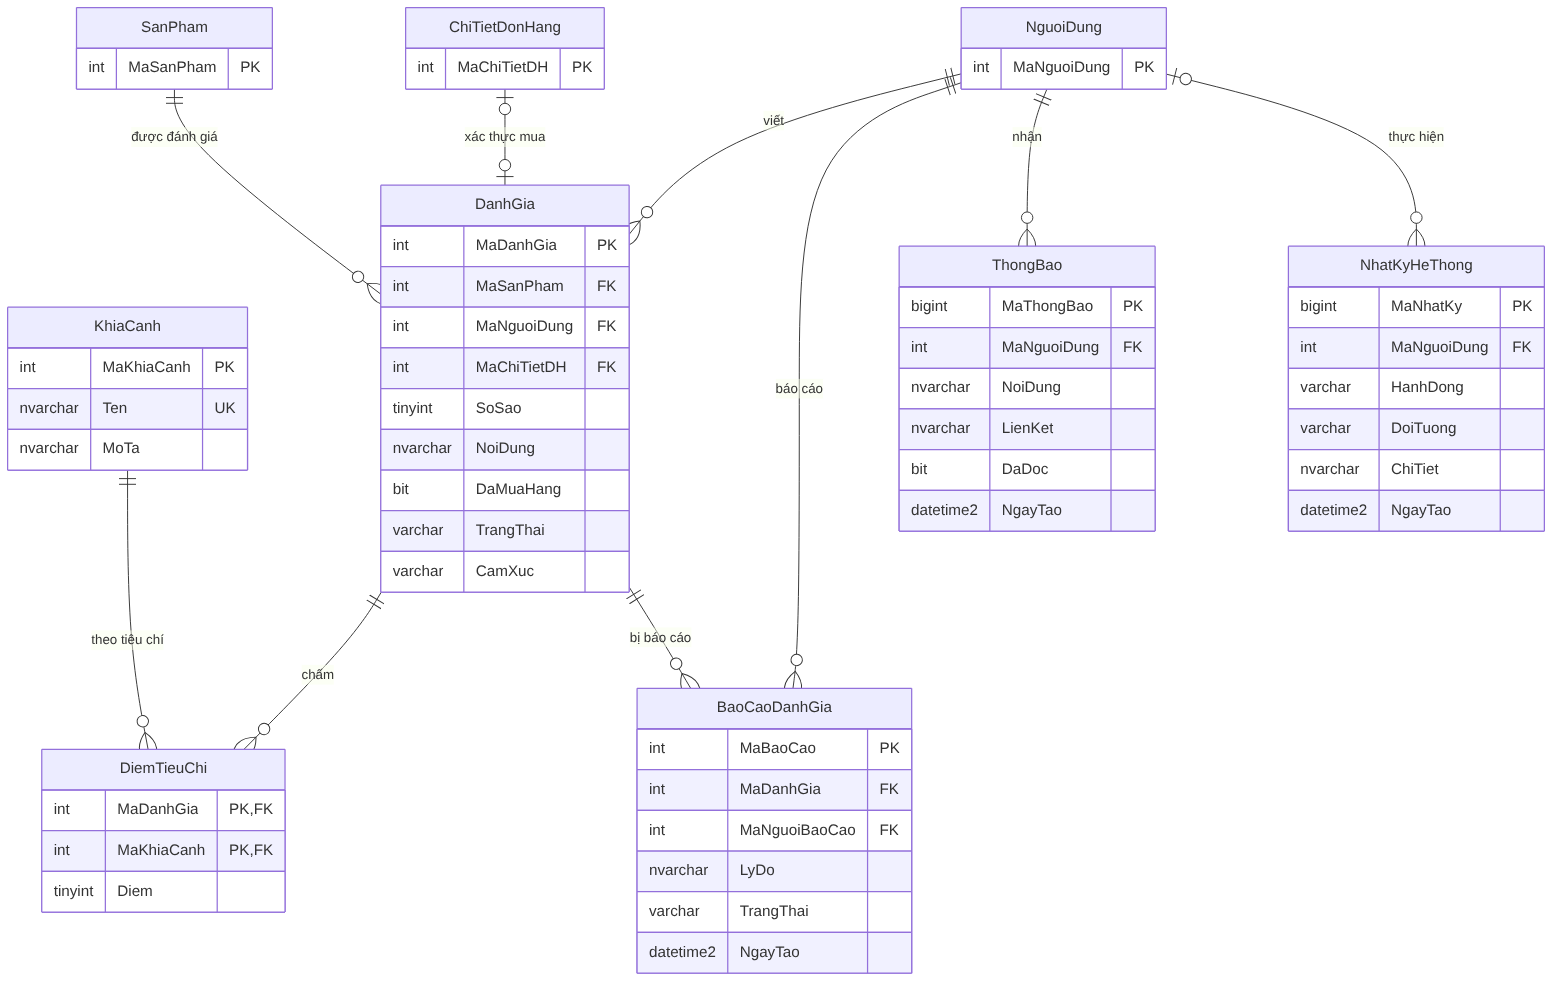 SanPham
int MaSanPham PK
ChiTietDonHang
int MaChiTietDH PK
NguoiDung
int MaNguoiDung PK
được đánh giá
xác thực mua
viết
nhận
thực hiện
DanhGia
int MaDanhGia PK
int MaSanPham FK
int MaNguoiDung FK
int MaChiTietDH FK
tinyint SoSao
nvarchar NoiDung
bit DaMuaHang
varchar TrangThai
varchar CamXuc
ThongBao
bigint MaThongBao PK
int MaNguoiDung FK
nvarchar NoiDung
nvarchar LienKet
bit DaDoc
datetime2 NgayTao
NhatKyHeThong
bigint MaNhatKy PK
int MaNguoiDung FK
varchar HanhDong
varchar DoiTuong
nvarchar ChiTiet
datetime2 NgayTao
KhiaCanh
int MaKhiaCanh PK
nvarchar Ten UK
nvarchar MoTa
báo cáo
theo tiêu chí
chấm
bị báo cáo
DiemTieuChi
int MaDanhGia PK,FK
int MaKhiaCanh PK,FK
tinyint Diem
BaoCaoDanhGia
int MaBaoCao PK
int MaDanhGia FK
int MaNguoiBaoCao FK
nvarchar LyDo
varchar TrangThai
datetime2 NgayTao